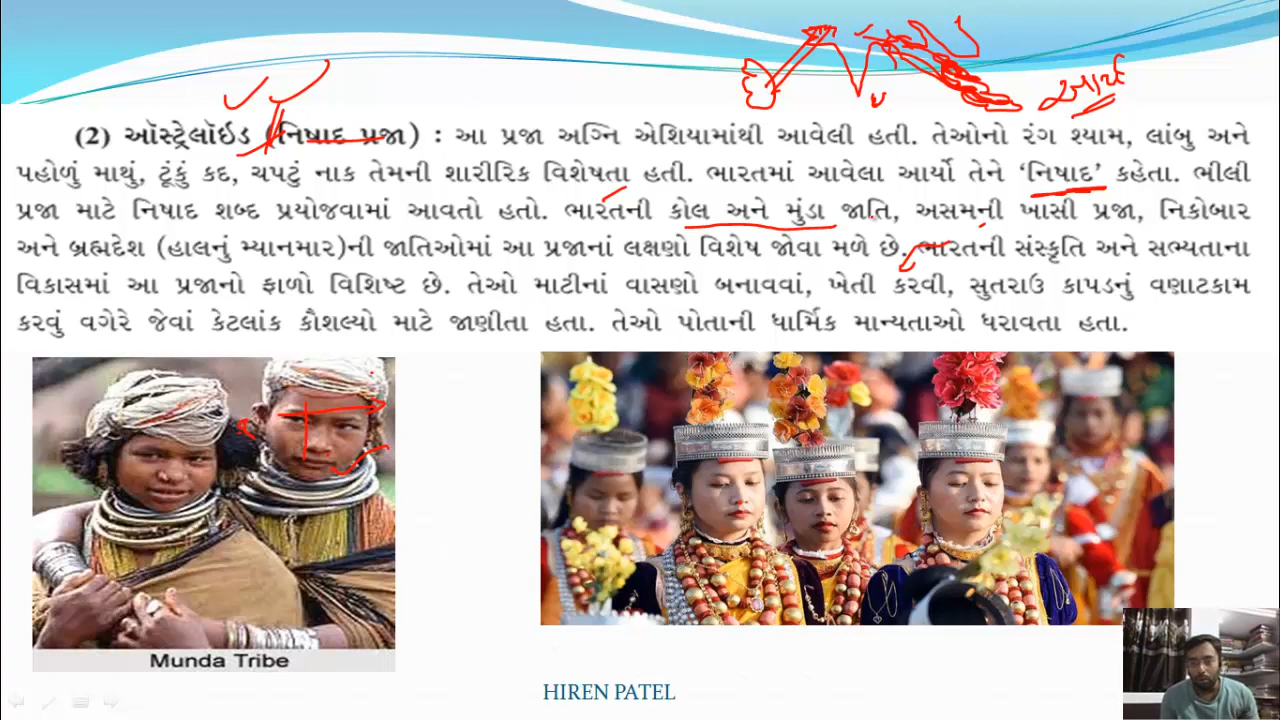 આર્યો
(2) ઑસ્ટ્રેલૉઇડ (નિષાદ પ્રજા) : આ પ્રજા અગ્નિ એશિયામાંથી આવેલી હતી. તેઓનો રંગ શ્યામ, લાંબુ અને
પહોળું માથું, ટૂંકું કદ, ચપટું નાક તેમની શારીરિક વિશેષતા હતી. ભારતમાં આવેલા આર્યો તેને ‘નિષાદ’ કહેતા. ભીલી
પ્રજા માટે નિષાદ શબ્દ પ્રયોજવામાં આવતો હતો. ભારતની કોલ અને મુંડા જાતિ, અસમની ખાસી પ્રજા, નિકોબાર
અને બ્રહ્મદેશ (હાલનું મ્યાનમાર)ની જાતિઓમાં આ પ્રજાનાં લક્ષણો વિશેષ જોવા મળે છે. ભારતની સંસ્કૃતિ અને સભ્યતાના
વિકાસમાં આ પ્રજાનો ફાળો વિશિષ્ટ છે. તેઓ માટીનાં વાસણો બનાવવાં, ખેતી કરવી, સુતરાઉ કાપડનું વણાટકામ
કરવું વગેરે જેવાં કેટલાંક કૌશલ્યો માટે જાણીતા હતા. તેઓ પોતાની ધાર્મિક માન્યતાઓ ધરાવતા હતા.
Munda Tribe
HIREN PATEL